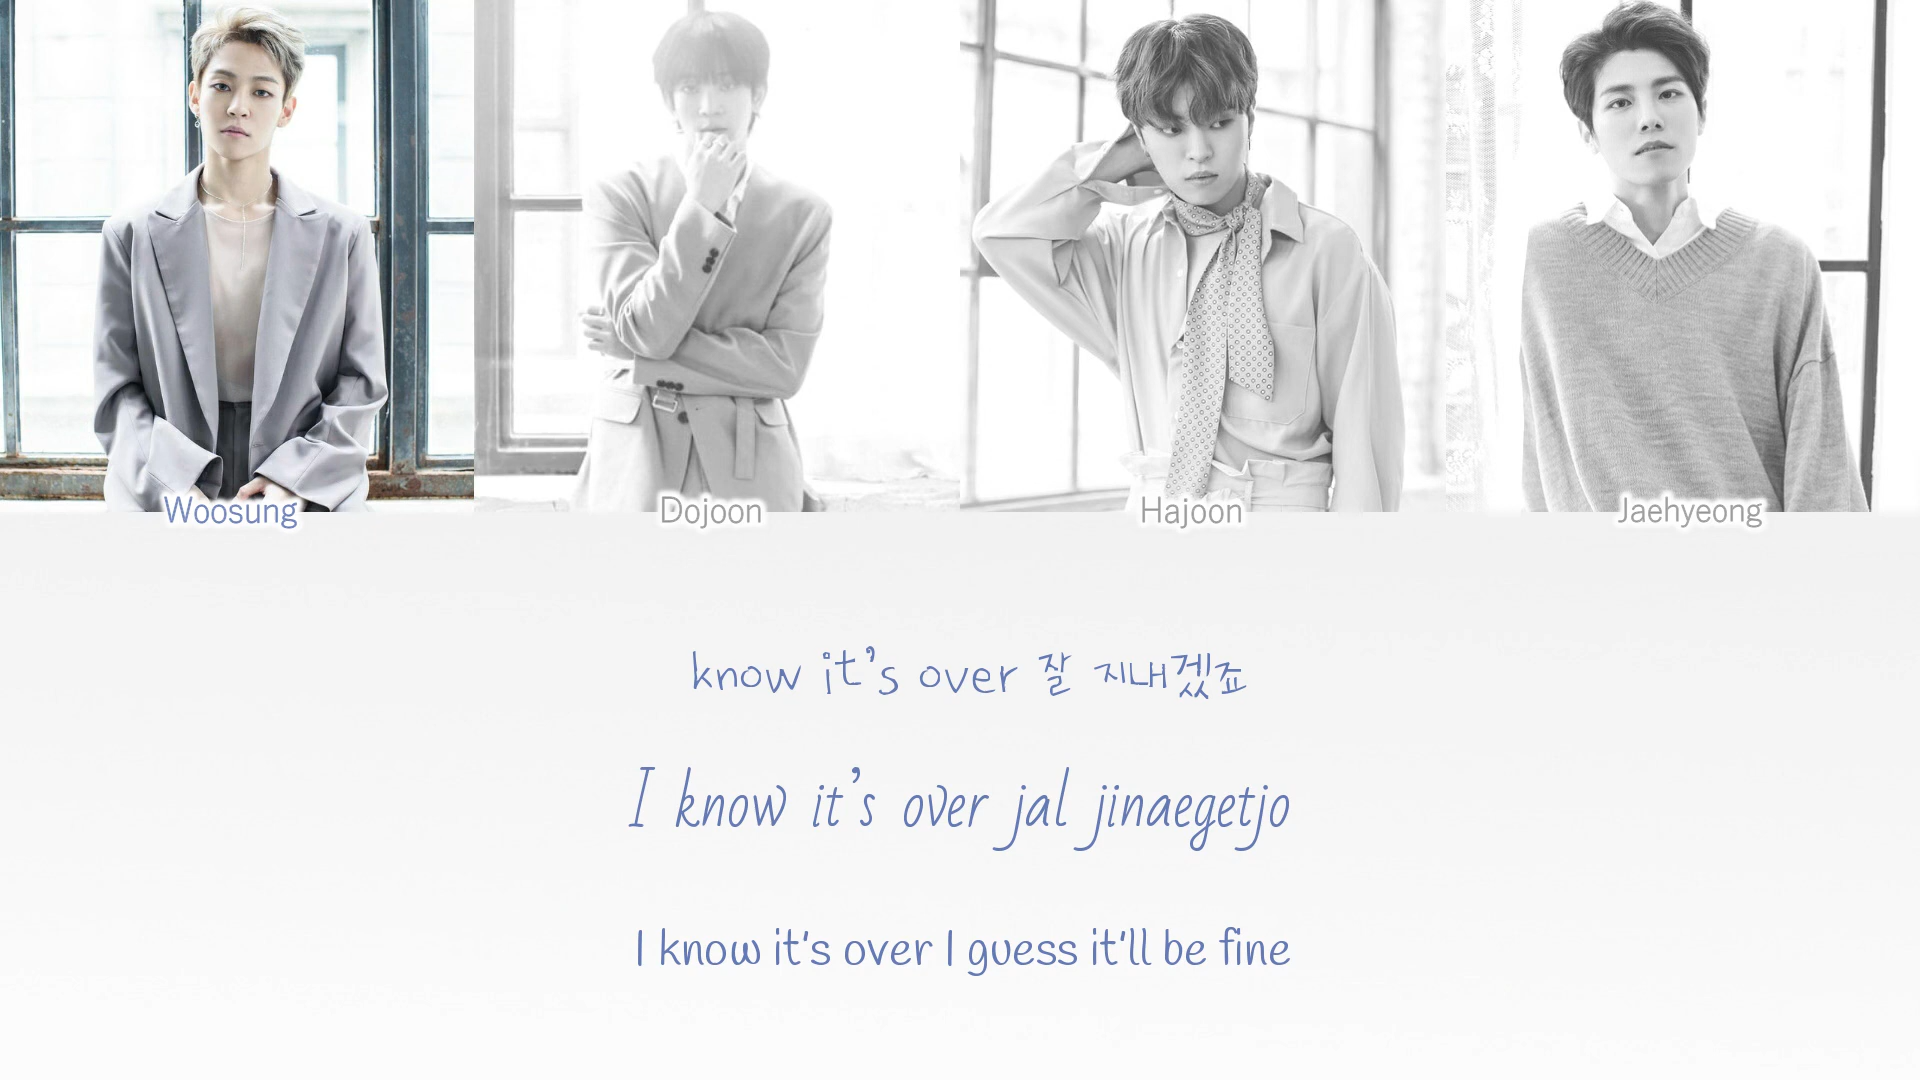 Woosung Dojoon Hajoon Jaehyeong
know it's over 잘 지내겠죠
I know it's over jal jinaegetjo
I know it's over I guess it'll be fine